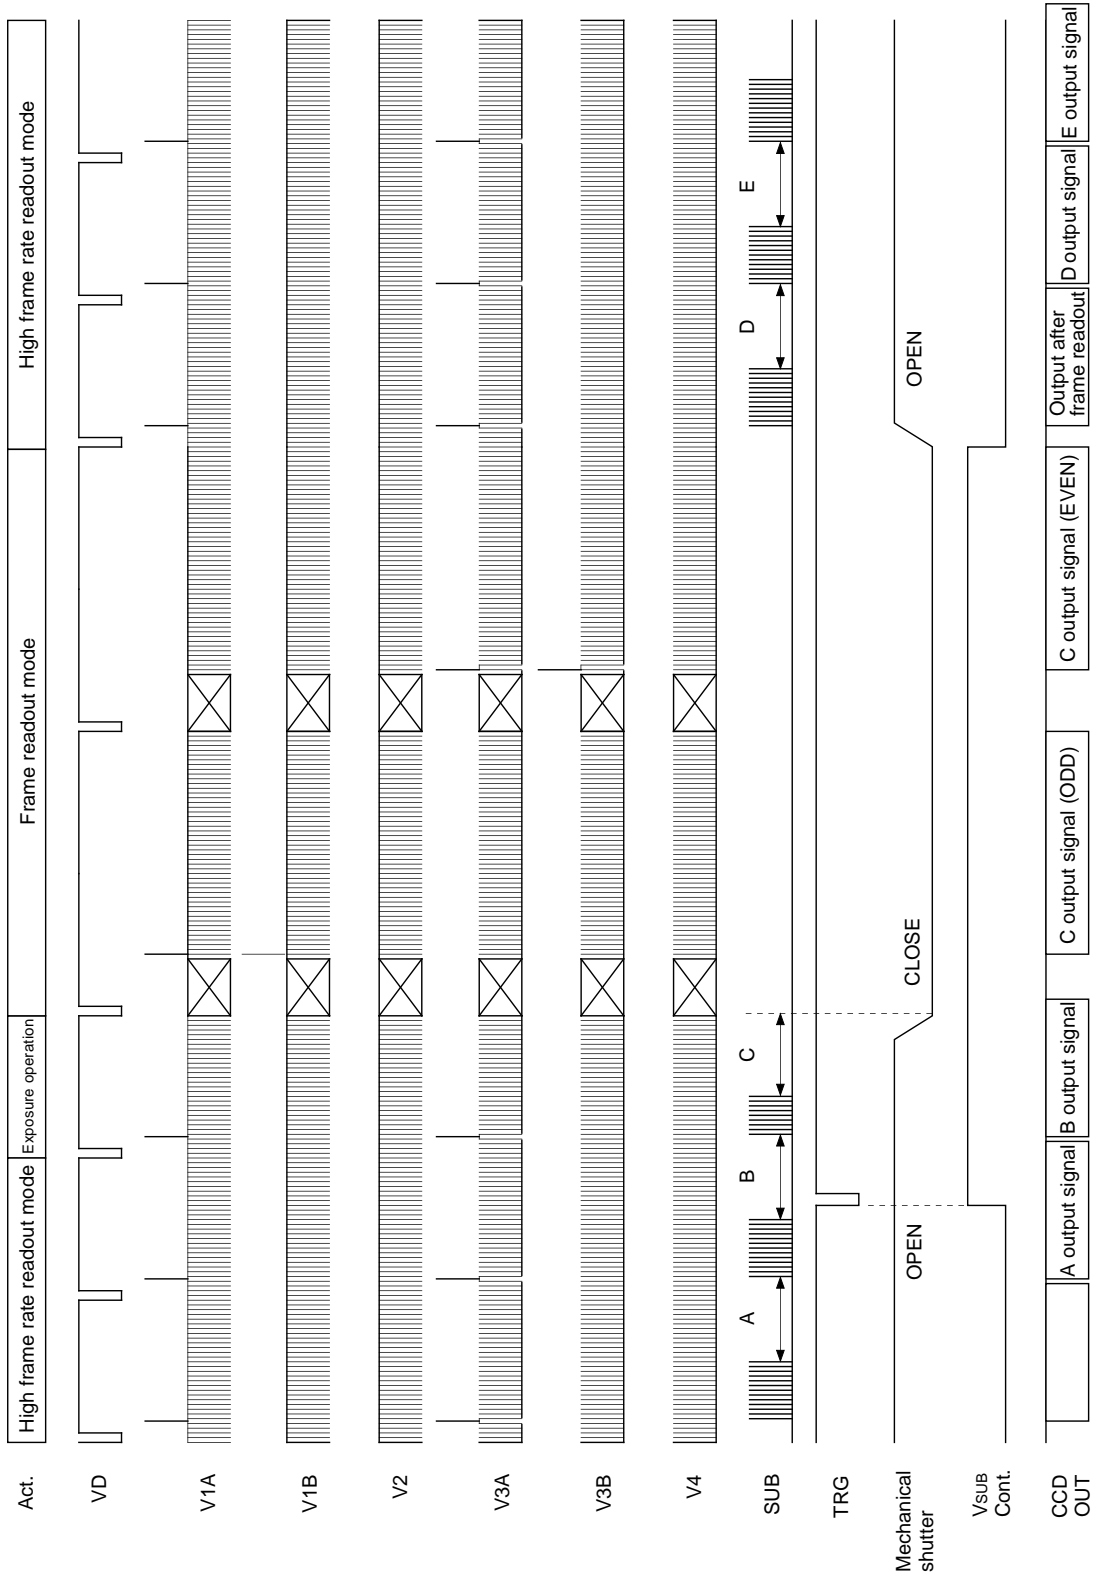 Act.
High frame rate readout mode
Exposure operation
Frame readout mode
High frame rate readout mode
VD
V1A
V1B
V2
V3A
V3B
V4
SUB
A
B
C
D
E
TRG
Mechanical
shutter
OPEN
CLOSE
OPEN
VSUB
Cont.
CCD
OUT
A output signal
B output signal
C output signal (ODD)
C output signal (EVEN)
Output after
frame readout
D output signal
E output signal